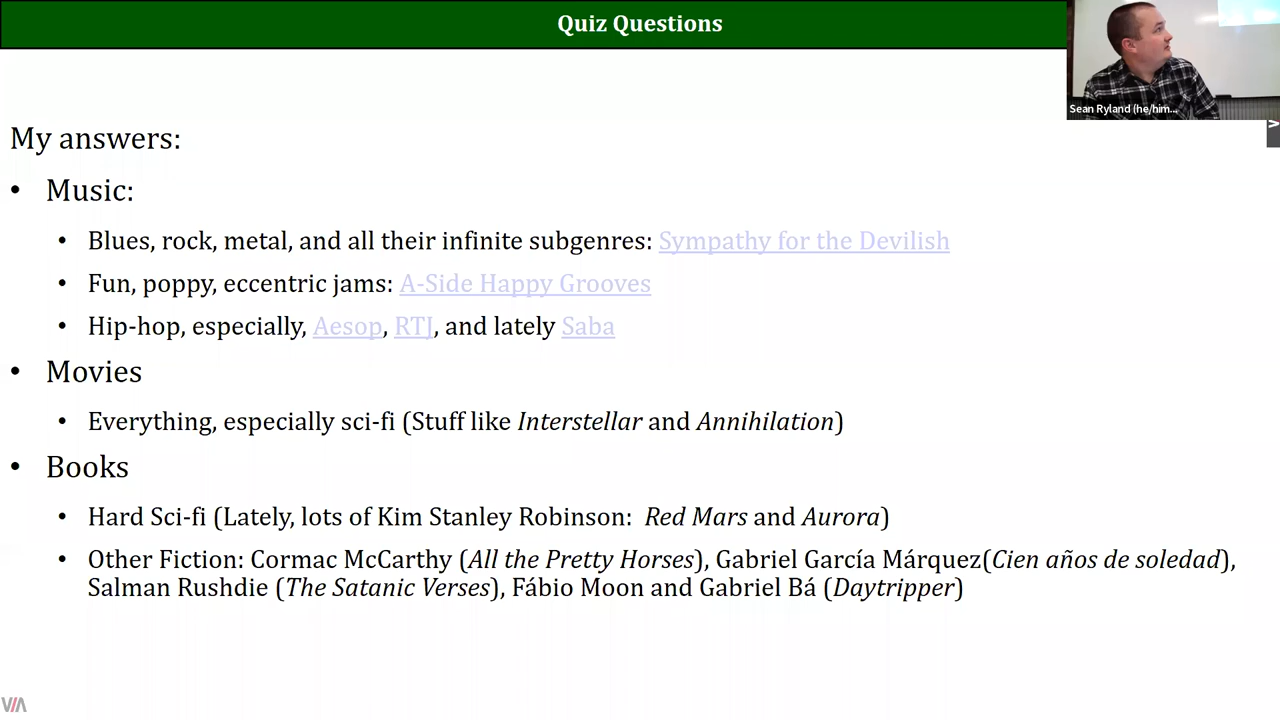 Quiz Questions
Sean Ryland (he/him...
My answers:
• Music:
• Blues, rock, metal, and all their infinite subgenres: Sympathy for the Devilish
• Fun, poppy, eccentric jams: A-Side Happy Grooves
• Hip-hop, especially, Aesop, RTJ, and lately Saba
• Movies
• Everything, especially sci-fi (Stuff like Interstellar and Annihilation)
• Books
• Hard Sci-fi (Lately, lots of Kim Stanley Robinson:  Red Mars and Aurora)
• Other Fiction: Cormac McCarthy (All the Pretty Horses), Gabriel García Márquez(Cien años de soledad),
Salman Rushdie (The Satanic Verses), Fábio Moon and Gabriel Bá (Daytripper)
VIA